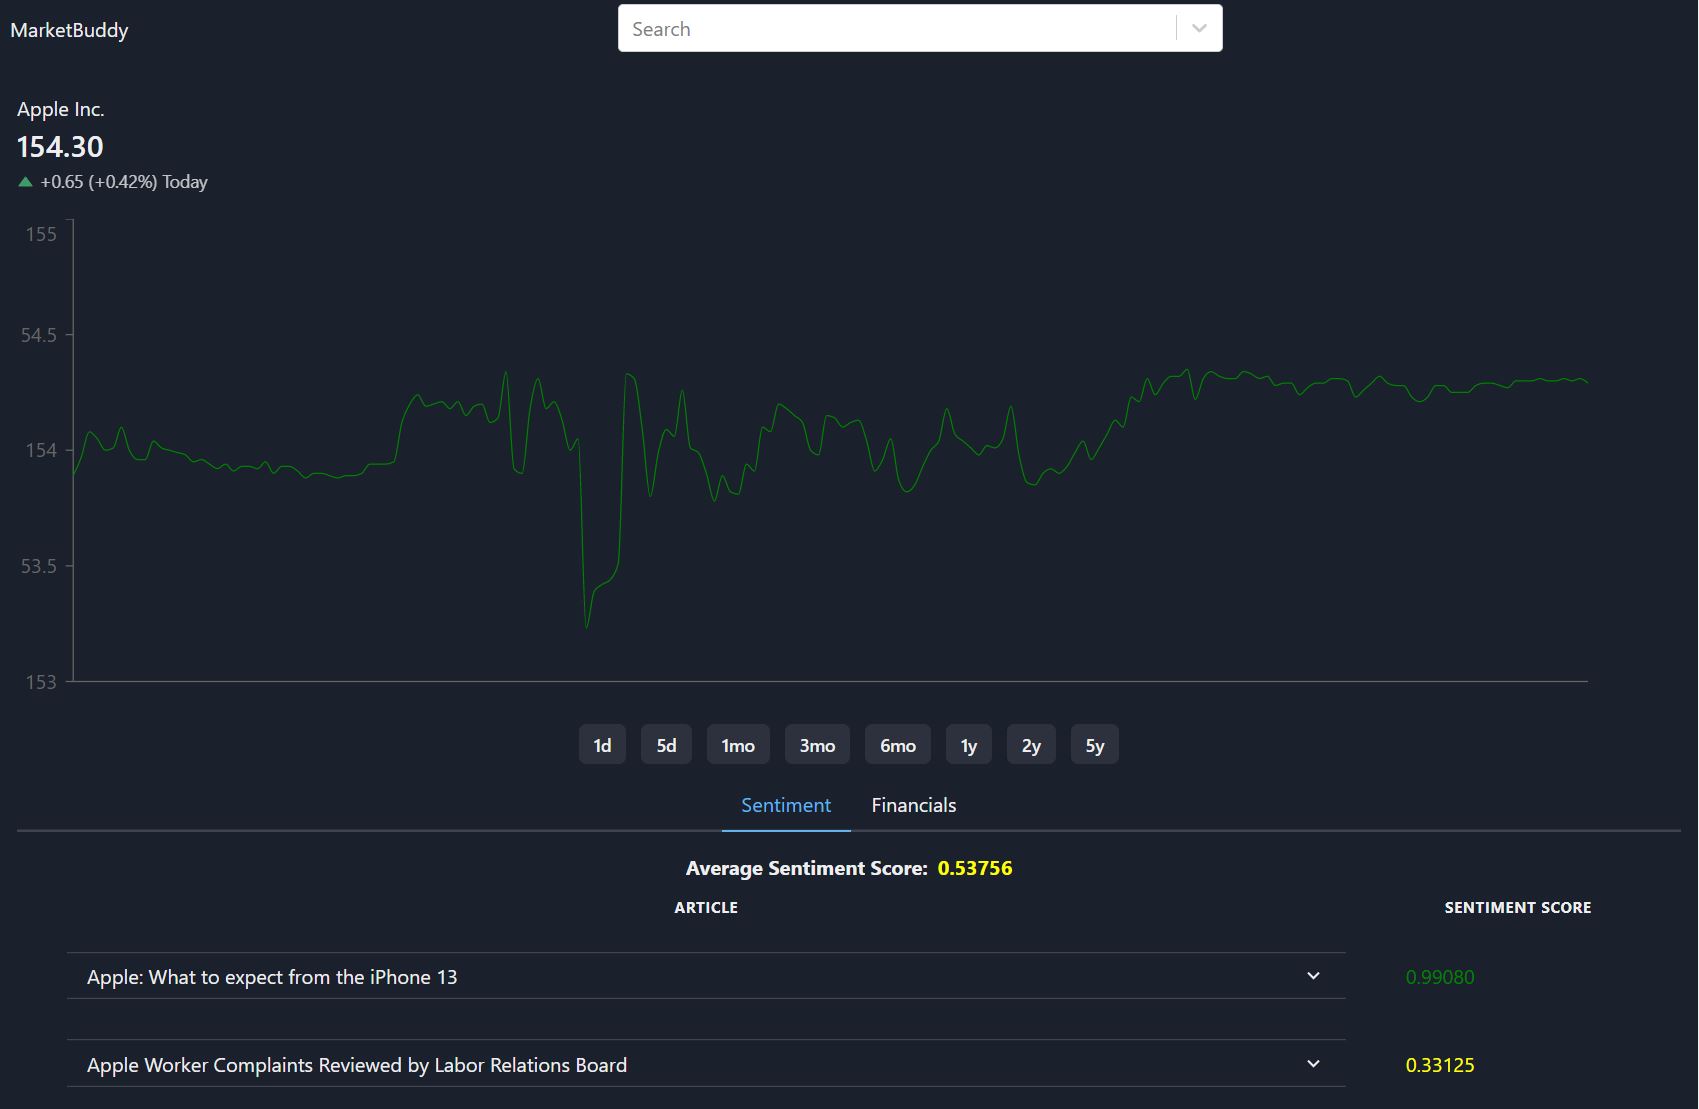 MarketBuddy
Search
Apple Inc.
154.30
+0.65 (+0.42%) Today
155
54.5
154
53.5
153
1d 5d 1mo 3mo 6mo 1y 2y 5y
Sentiment Financials
Average Sentiment Score: 0.53756
ARTICLE SENTIMENT SCORE
Apple: What to expect from the iPhone 13 0.99080
Apple Worker Complaints Reviewed by Labor Relations Board 0.33125